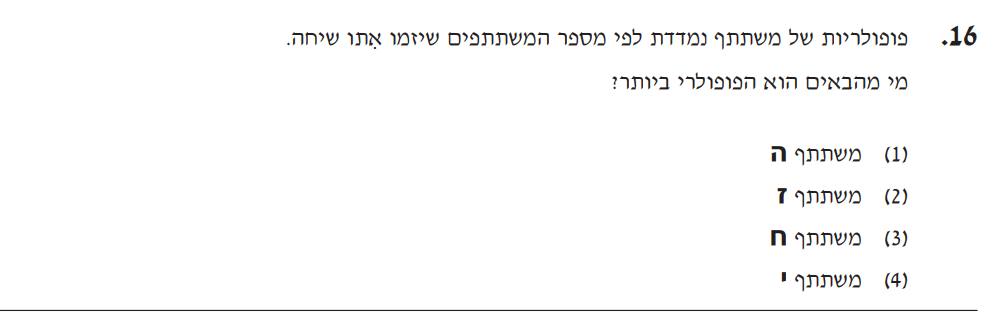 16. פופולריות של משתתף נמדדת לפי מספר המשתתפים שיזמו אִתו שיחה.
מי מהבאים הוא הפופולרי ביותר?
(1) משתתף ה
(2) משתתף ז
(3) משתתף ח
(4) משתתף י